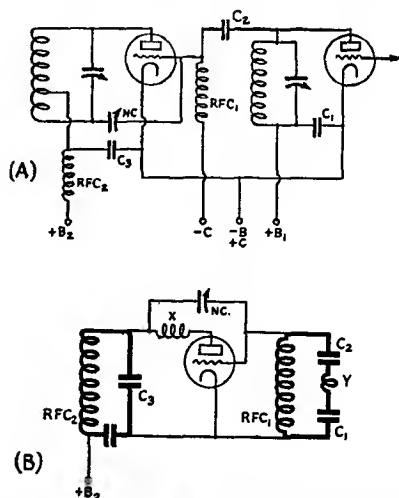 C₂
NC
RFC₁
C₁
(A)
C₃
RFC₂
+B₂
−C
−B
+C
+B₁
X
NC.
C₂
Y
RFC₂
C₃
RFC₁
C₁
(B)
+B₂